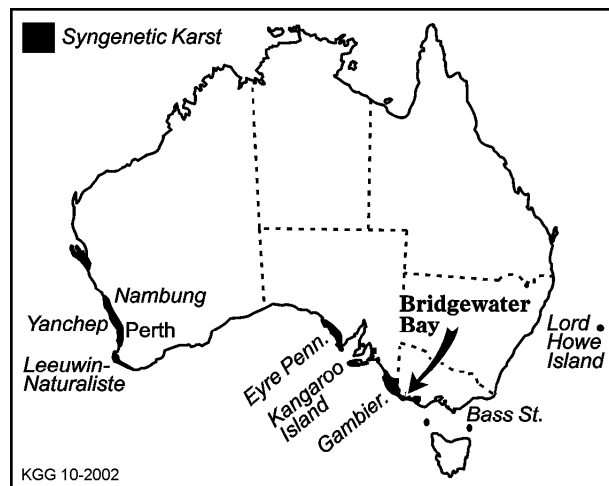 Syngenetic Karst
Nambung
Yanchep
Perth
Leeuwin-
Naturaliste
Eyre Penn.
Kangaroo
Island
Gambier.
Bridgewater
Bay
Lord
Howe
Island
Bass St.
KGG 10-2002